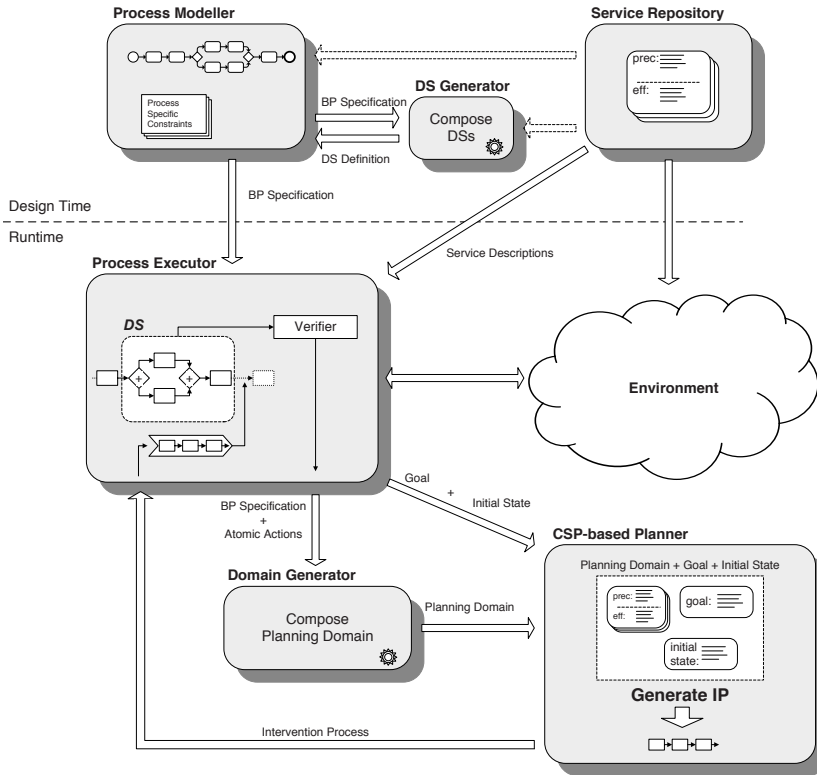 Process Modeller
Service Repository
Process
Specific
Constraints
prec:
eff:
DS Generator
BP Specification
Compose
DSs
DS Definition
BP Specification
Design Time
Runtime
Service Descriptions
Process Executor
DS
Verifier
+
+
Environment
Goal
+
Initial State
BP Specification
+
Atomic Actions
CSP-based Planner
Domain Generator
Planning Domain + Goal + Initial State
Compose
Planning Domain
Planning Domain
prec:
eff:
goal:
initial
state:
Generate IP
Intervention Process